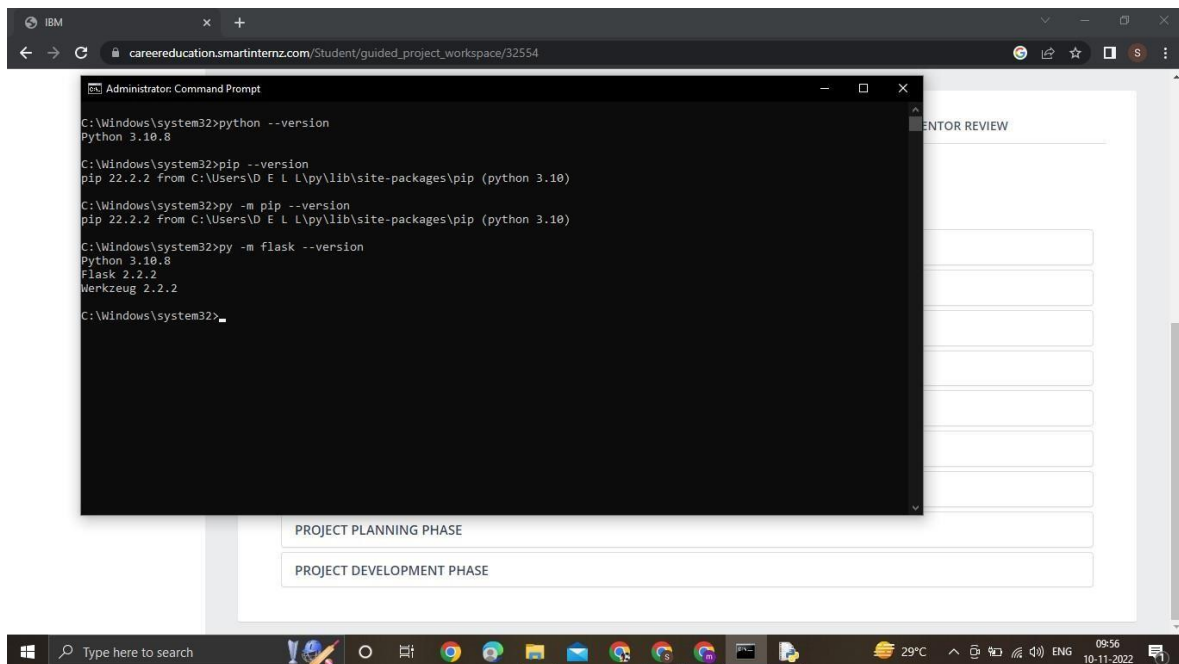 IBM
careereducation.smartinternz.com/Student/guided_project_workspace/32554
S
Administrator: Command Prompt
C:\Windows\system32>python --version
Python 3.10.8
C:\Windows\system32>pip --version
pip 22.2.2 from C:\Users\D E L L\py\lib\site-packages\pip (python 3.10)
C:\Windows\system32>py -m pip --version
pip 22.2.2 from C:\Users\D E L L\py\lib\site-packages\pip (python 3.10)
C:\Windows\system32>py -m flask --version
Python 3.10.8
Flask 2.2.2
Werkzeug 2.2.2
C:\Windows\system32>
ENTOR REVIEW
PROJECT PLANNING PHASE
PROJECT DEVELOPMENT PHASE
Type here to search
29°C
ENG
09:56
10-11-2022